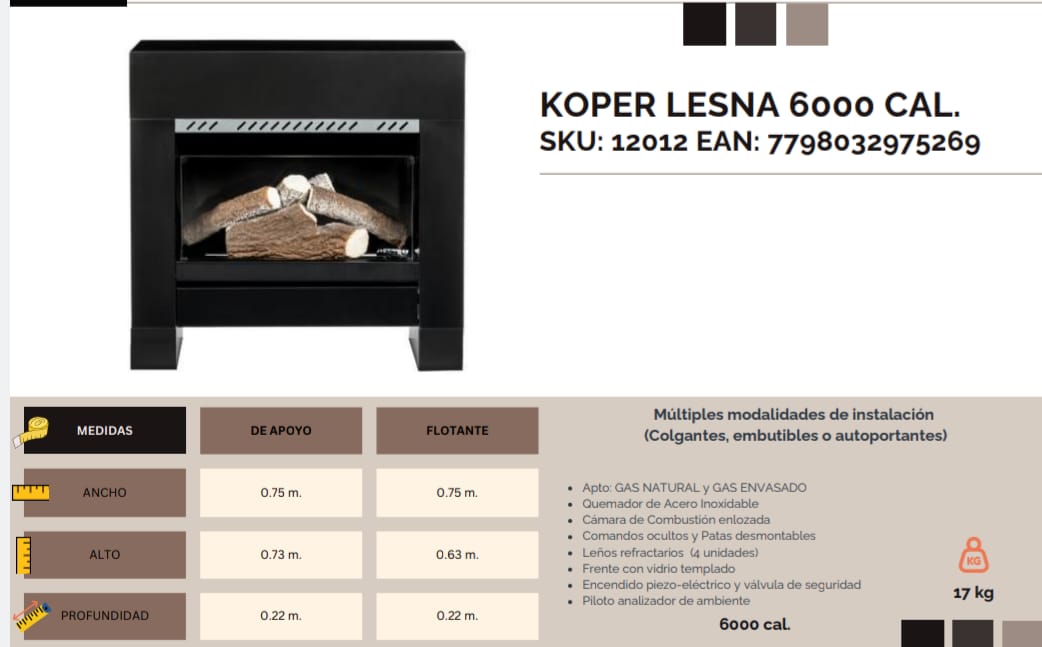 KOPER LESNA 6000 CAL.
SKU: 12012 EAN: 7798032975269
MEDIDAS
DE APOYO
FLOTANTE
ANCHO
0.75 m.
0.75 m.
ALTO
0.73 m.
0.63 m.
PROFUNDIDAD
0.22 m.
0.22 m.
Múltiples modalidades de instalación
(Colgantes, embutibles o autoportantes)
• Apto: GAS NATURAL y GAS ENVASADO
• Quemador de Acero Inoxidable
• Cámara de Combustión enlozada
• Comandos ocultos y Patas desmontables
• Leños refractarios (4 unidades)
• Frente con vidrio templado
• Encendido piezo-eléctrico y válvula de seguridad
• Piloto analizador de ambiente
6000 cal.
KG
17 kg